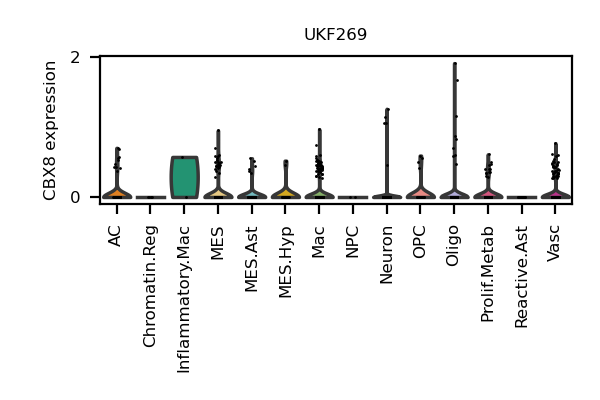 UKF269
CBX8 expression
2
0
AC
Chromatin.Reg
Inflammatory.Mac
MES
MES.Ast
MES.Hyp
Mac
NPC
Neuron
OPC
Oligo
Prolif.Metab
Reactive.Ast
Vasc